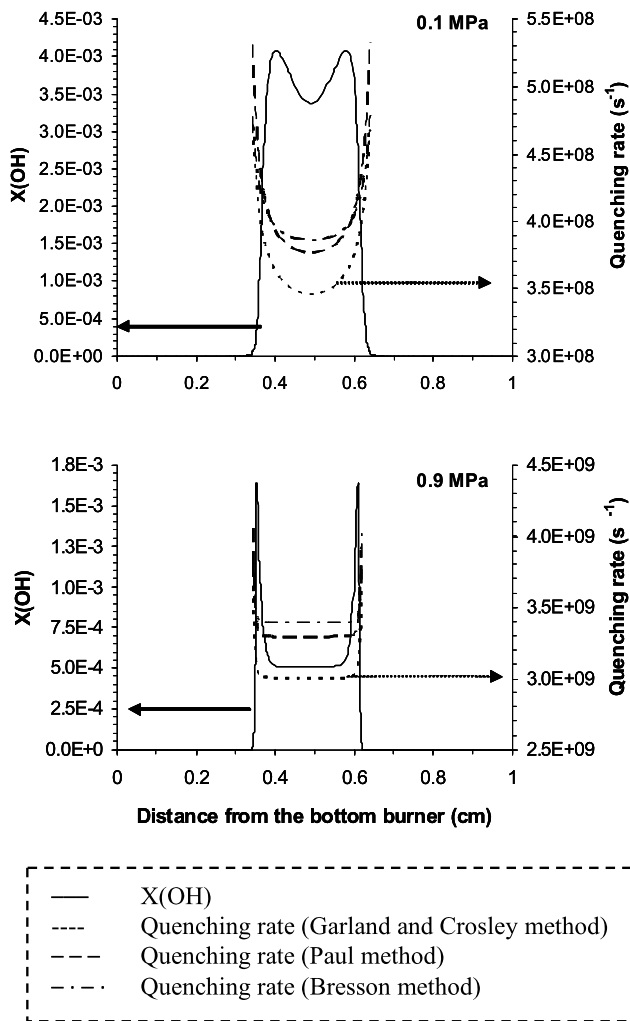 0.1 MPa
4.5E-03
4.0E-03
3.5E-03
3.0E-03
2.5E-03
2.0E-03
1.5E-03
1.0E-03
5.0E-04
0.0E+00
X(OH)
5.5E+08
5.0E+08
4.5E+08
4.0E+08
3.5E+08
3.0E+08
Quenching rate (s-1)
0 0.2 0.4 0.6 0.8 1
0.9 MPa
1.8E-3
1.5E-3
1.3E-3
1.0E-3
7.5E-4
5.0E-4
2.5E-4
0.0E+0
X(OH)
4.5E+09
4.0E+09
3.5E+09
3.0E+09
2.5E+09
Quenching rate (s -1)
0 0.2 0.4 0.6 0.8 1
Distance from the bottom burner (cm)
X(OH)
Quenching rate (Garland and Crosley method)
Quenching rate (Paul method)
Quenching rate (Bresson method)